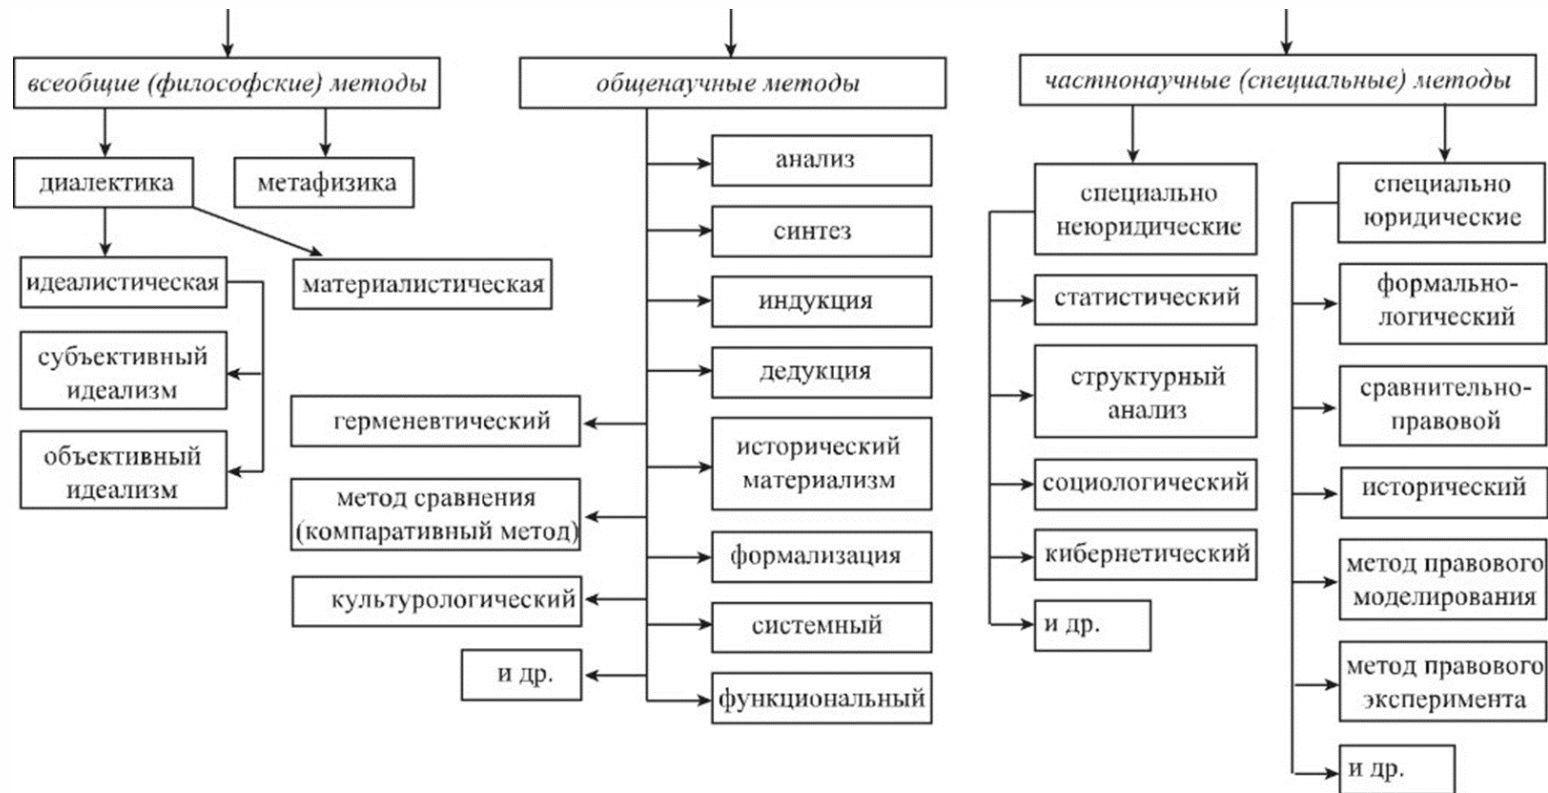 всеобщие (философские) методы
диалектика
метафизика
идеалистическая
материалистическая
субъективный
идеализм
объективный
идеализм
общенаучные методы
анализ
синтез
индукция
дедукция
исторический
материализм
формализация
системный
функциональный
герменевтический
метод сравнения
(компаративный метод)
культурологический
и др.
частнонаучные (специальные) методы
специально
неюридические
статистический
структурный
анализ
социологический
кибернетический
и др.
специально
юридические
формально-
логический
сравнительно-
правовой
исторический
метод правового
моделирования
метод правового
эксперимента
и др.